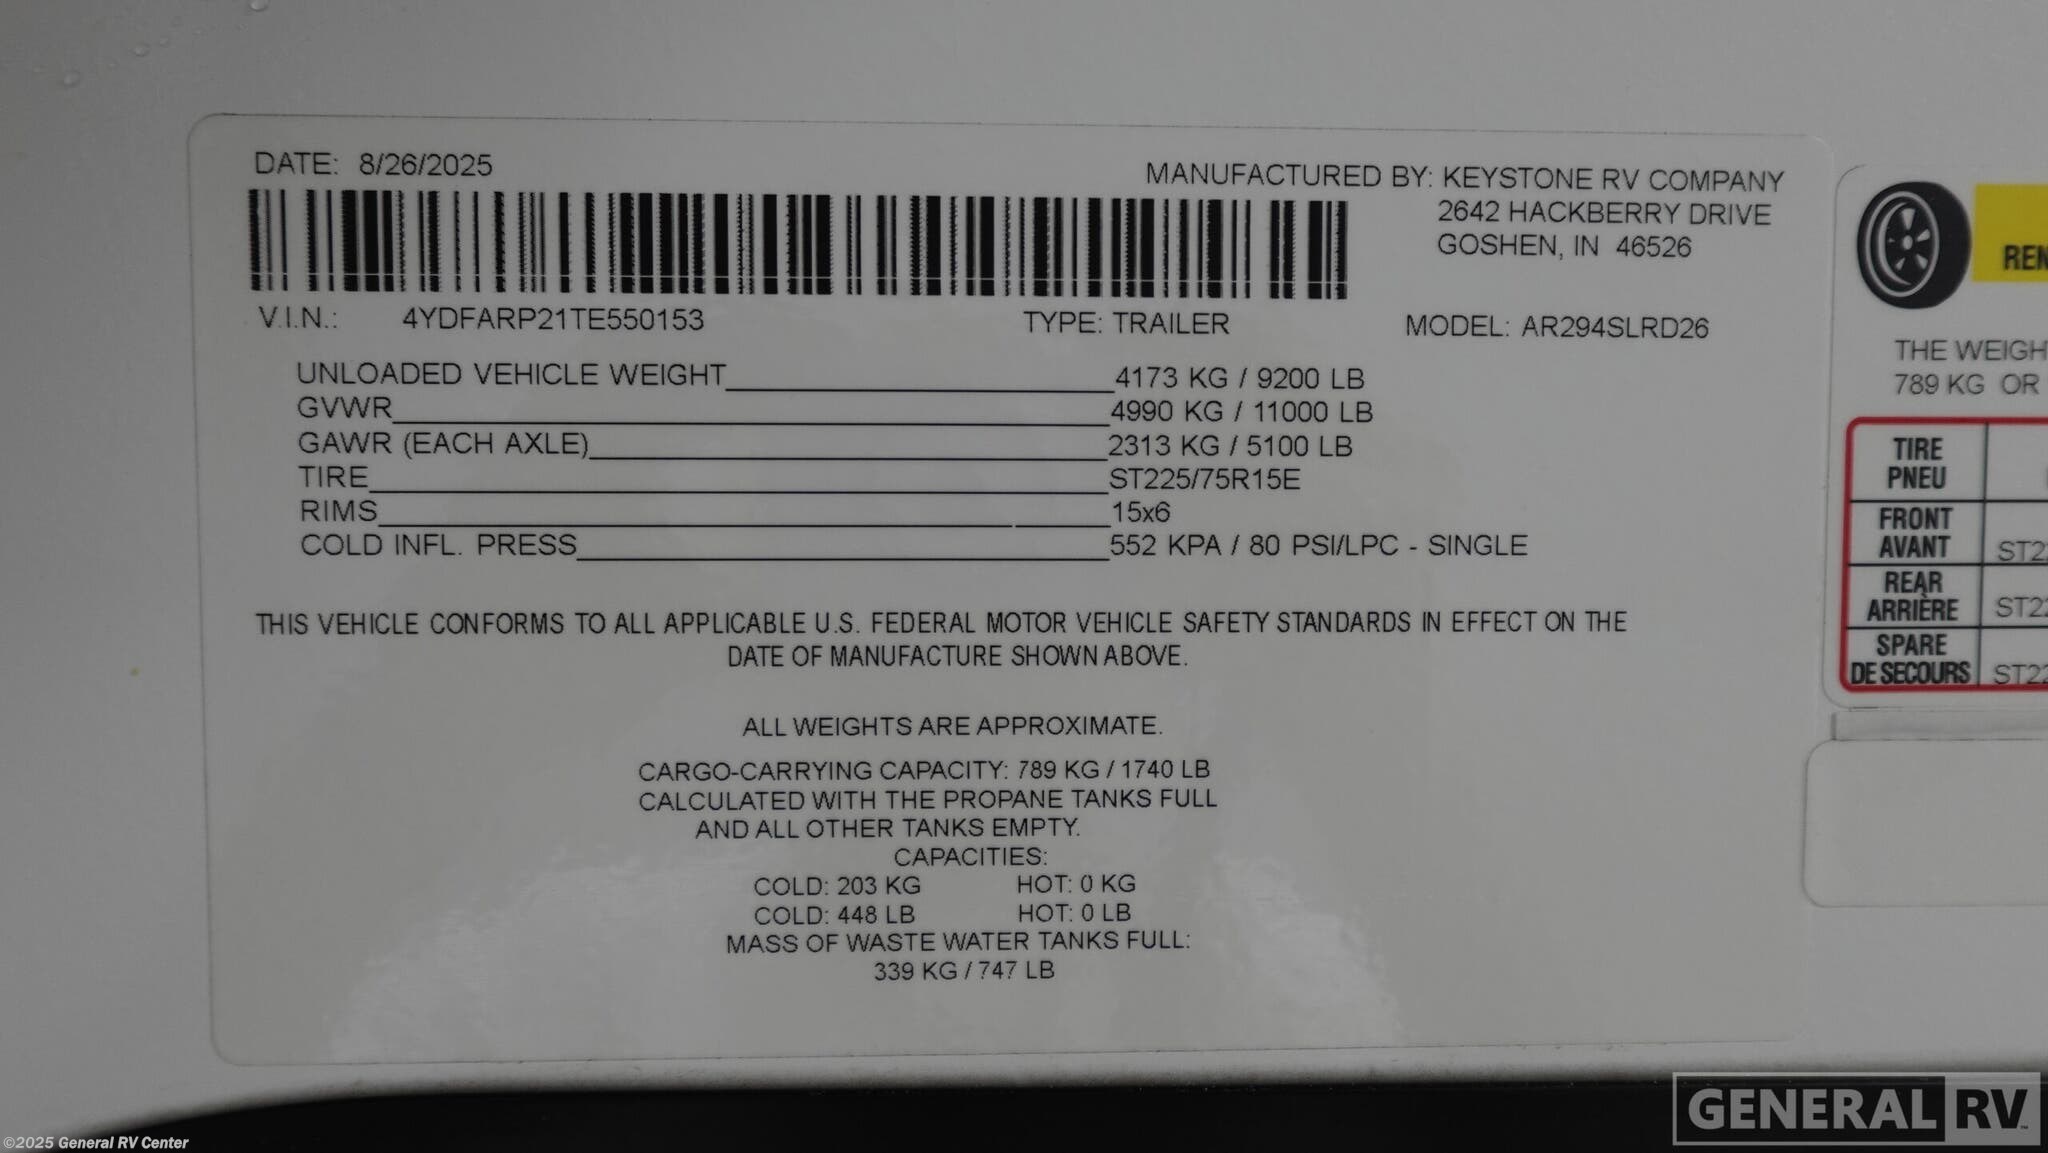 DATE: 8/26/2025
MANUFACTURED BY: KEYSTONE RV COMPANY
2642 HACKBERRY DRIVE
GOSHEN, IN 46526
V.I.N.: 4YDFARP21TE550153 TYPE: TRAILER MODEL: AR294SLRD26
UNLOADED VEHICLE WEIGHT 4173 KG / 9200 LB
GVWR 4990 KG / 11000 LB
GAWR (EACH AXLE) 2313 KG / 5100 LB
TIRE ST225/75R15E
RIMS 15x6
COLD INFL. PRESS 552 KPA / 80 PSI/LPC - SINGLE
THIS VEHICLE CONFORMS TO ALL APPLICABLE U.S. FEDERAL MOTOR VEHICLE SAFETY STANDARDS IN EFFECT ON THE
DATE OF MANUFACTURE SHOWN ABOVE.
ALL WEIGHTS ARE APPROXIMATE.
CARGO-CARRYING CAPACITY: 789 KG / 1740 LB
CALCULATED WITH THE PROPANE TANKS FULL
AND ALL OTHER TANKS EMPTY.
CAPACITIES:
COLD: 203 KG HOT: 0 KG
COLD: 448 LB HOT: 0 LB
MASS OF WASTE WATER TANKS FULL:
339 KG / 747 LB
REN
THE WEIGH
789 KG OR
TIRE
PNEU
FRONT
AVANT ST22
REAR
ARRIÈRE ST22
SPARE
DE SECOURS ST22
GENERAL RV
©2025 General RV Center